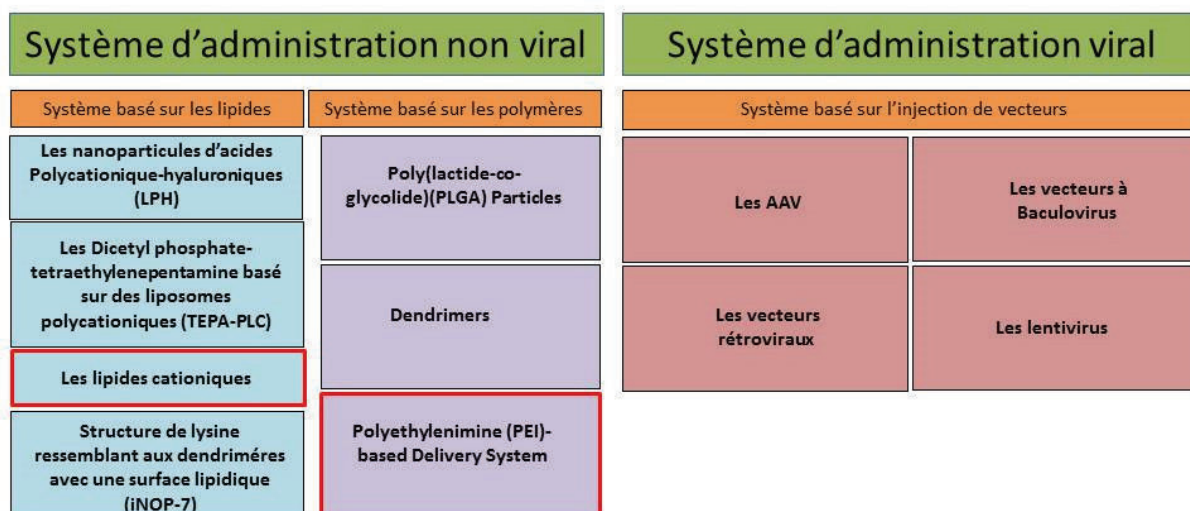 Système d'administration non viral
Système d'administration viral
Système basé sur les lipides
Système basé sur les polymères
Système basé sur l'injection de vecteurs
Les nanoparticules d'acides
Polycationique-hyaluroniques
(LPH)
Les Dicetyl phosphate-
tetraethylenepentamine basé
sur des liposomes
polycationiques (TEPA-PLC)
Les lipides cationiques
Structure de lysine
ressemblant aux dendriméres
avec une surface lipidique
(iNOP-7)
Poly(lactide-co-
glycolide)(PLGA) Particles
Dendrimers
Polyethylenimine (PEI)-
based Delivery System
Les AAV
Les vecteurs à
Baculovirus
Les vecteurs
rétroviraux
Les lentivirus